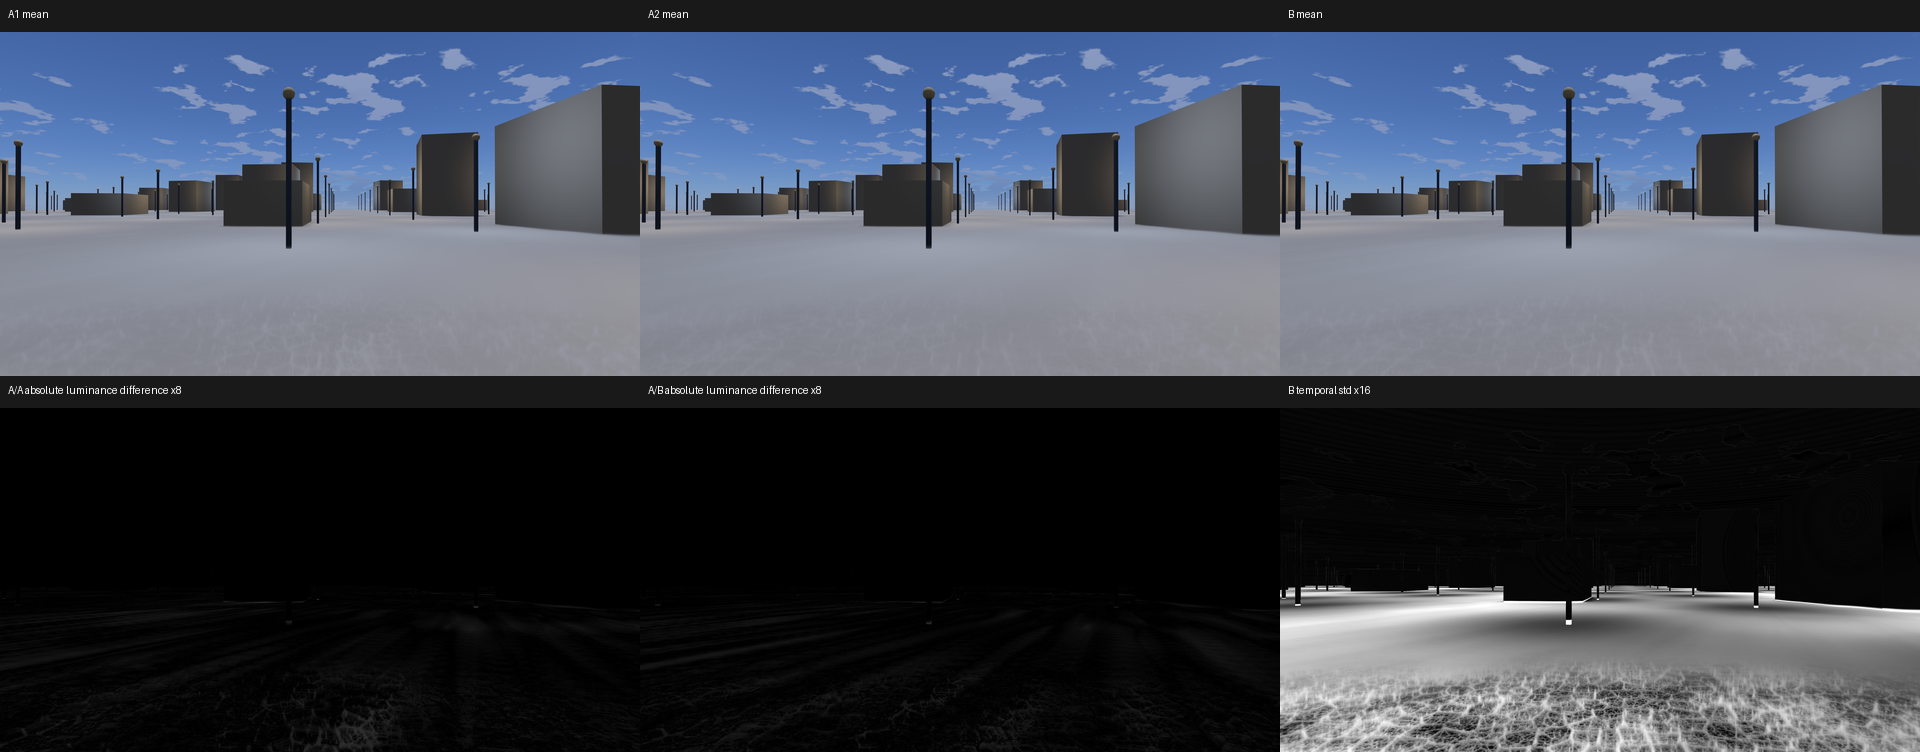 A1 mean
A2 mean
B mean
A/A absolute luminance difference x8
A/B absolute luminance difference x8
B temporal std x16